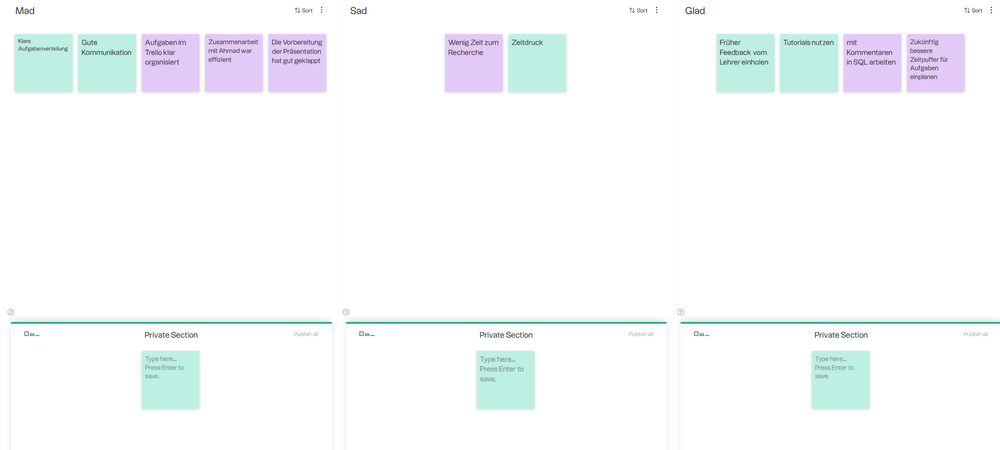 Mad
Sort
Klare
Aufgabenverteilung
Gute
Kommunikation
Aufgaben im
Trello klar
organisiert
Zusammenarbeit
mit Ahmad war
effizient
Die Vorbereitung
der Präsentation
hat gut geklappt
?
Private Section
Publish all
Type here...
Press Enter to
save.
Sad
Sort
Wenig Zeit zum
Recherche
Zeitdruck
?
Private Section
Publish all
Type here...
Press Enter to
save.
Glad
Sort
Früher
Feedback vom
Lehrer einholen
Tutorials nutzen
mit
Kommentaren
in SQL arbeiten
Zukünftig
bessere
Zeitpuffer für
Aufgaben
einplanen
?
Private Section
Publish all
Type here...
Press Enter to
save.